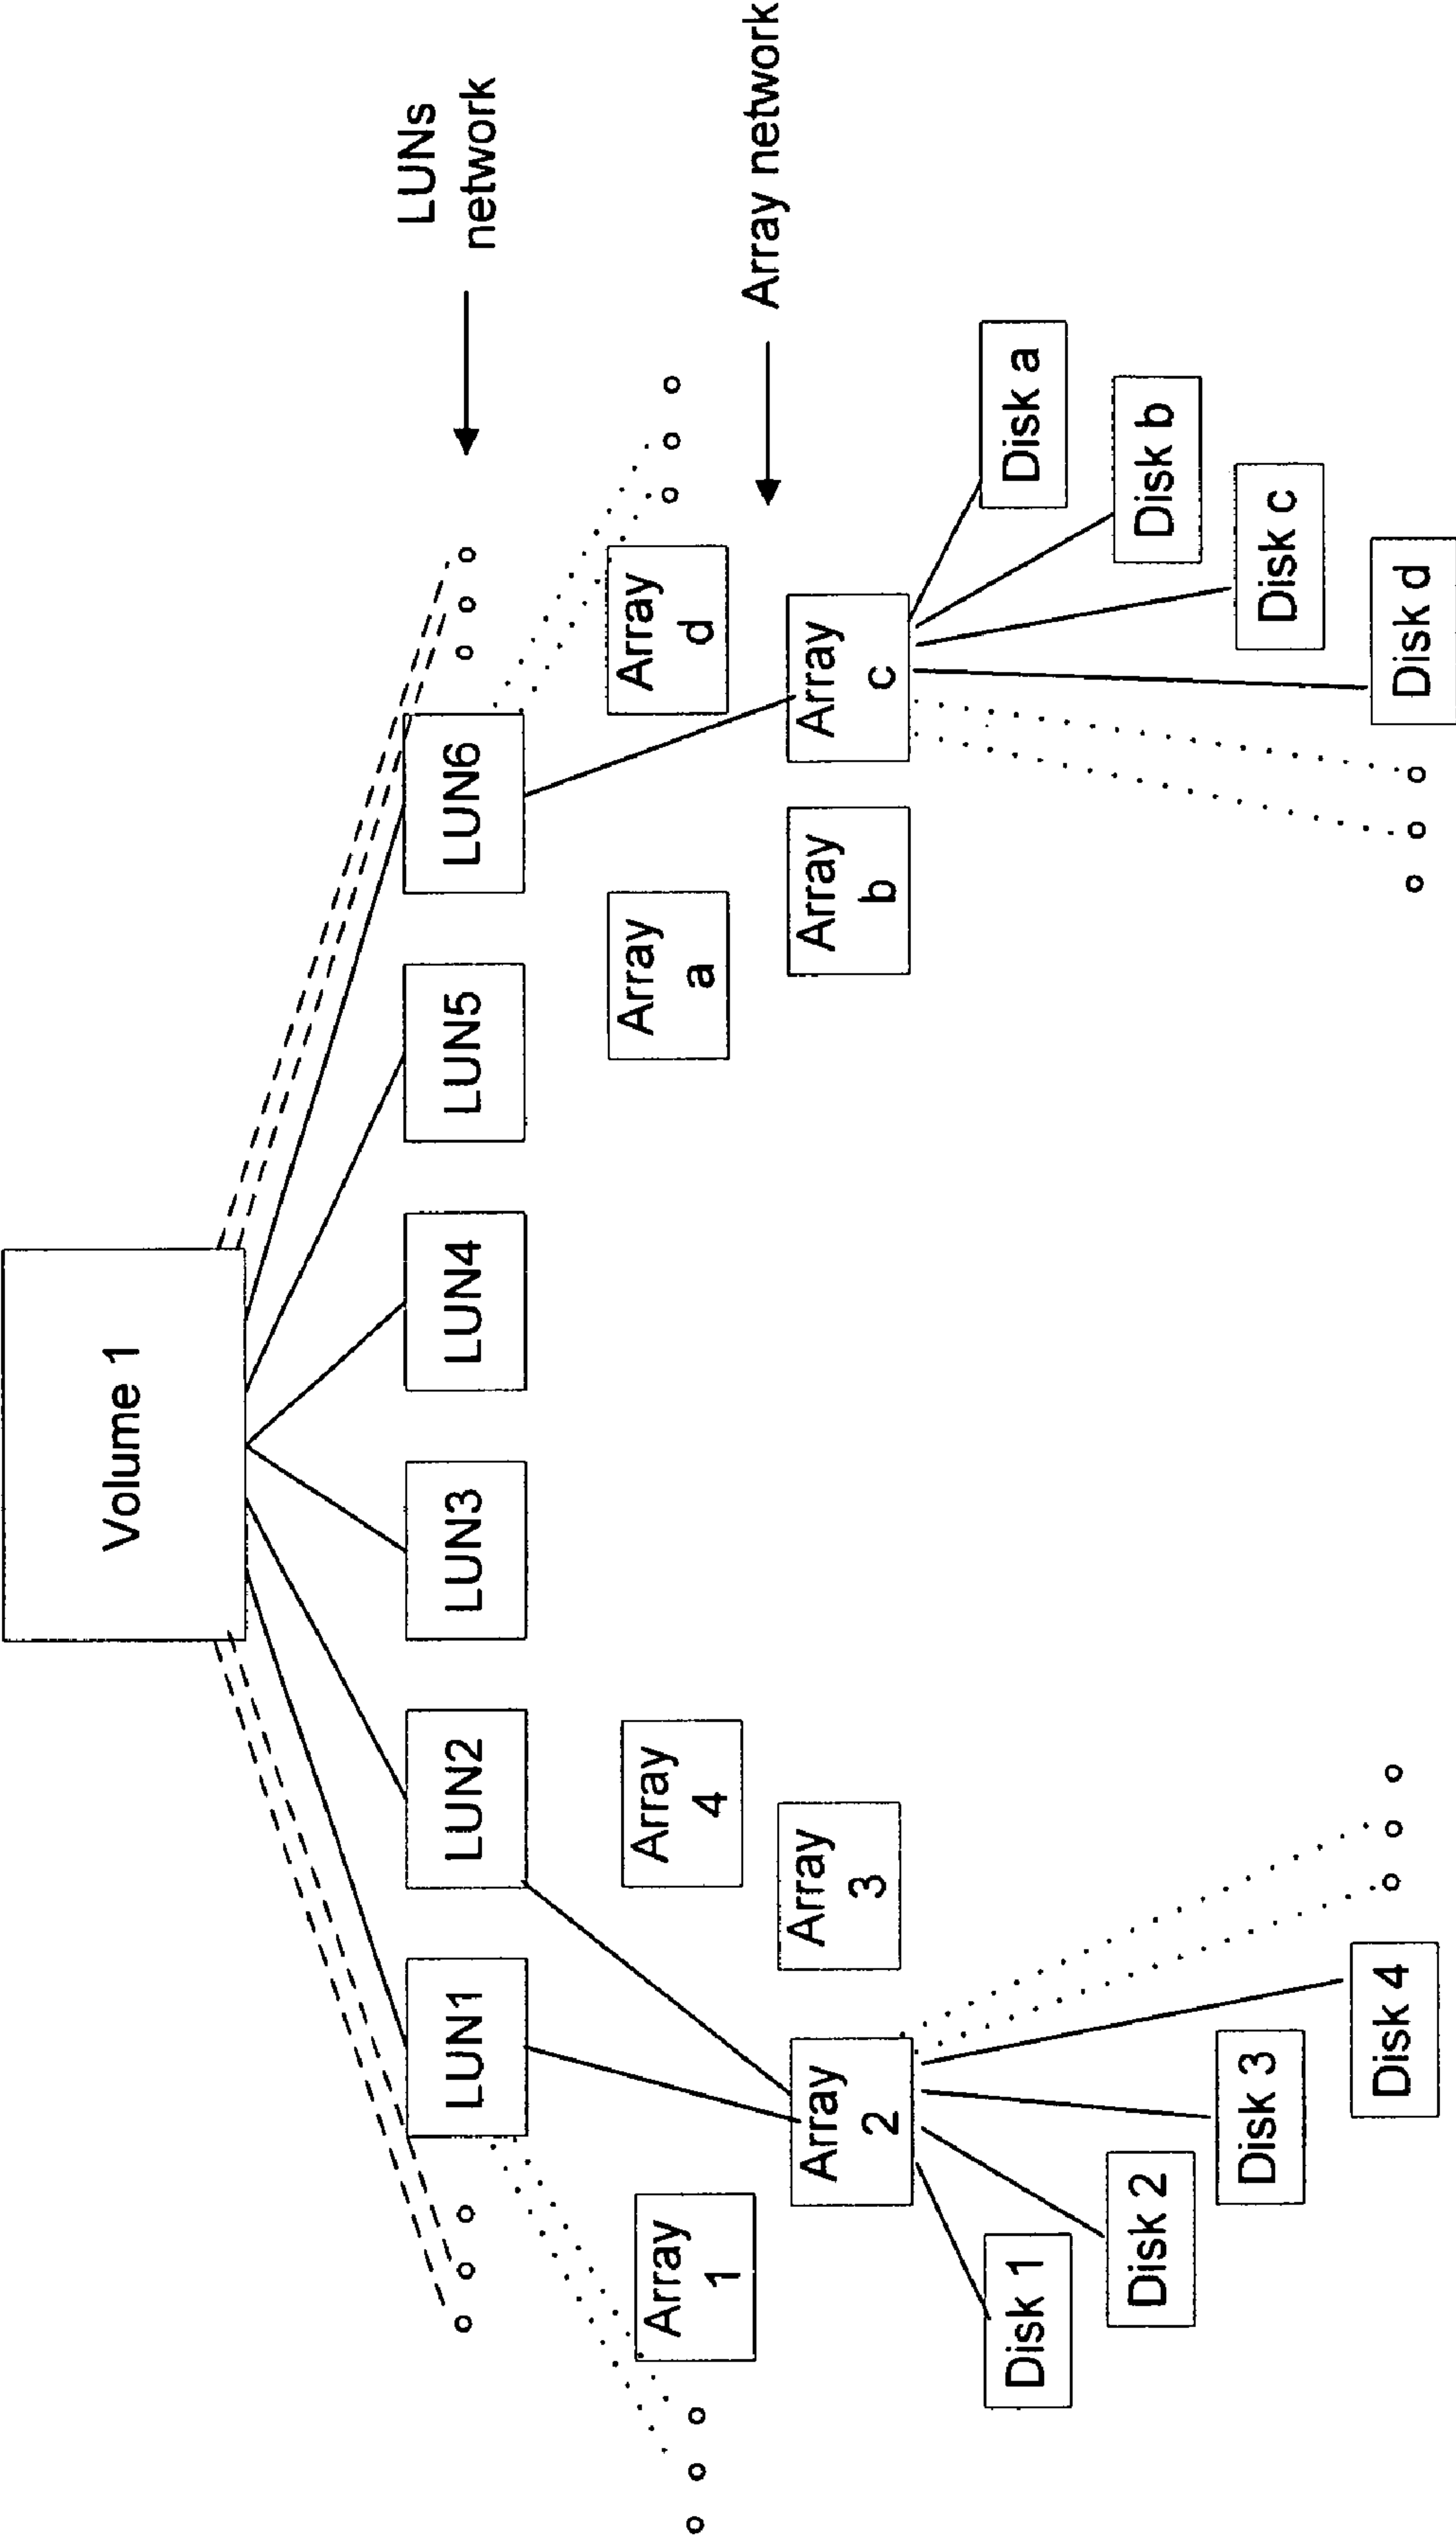 Volume 1
LUNs
network
LUN1
LUN2
LUN3
LUN4
LUN5
LUN6
Array network
Array
1
Array
4
Array
a
Array
d
Array
2
Array
3
Array
b
Array
c
Disk 1
Disk 2
Disk 3
Disk 4
Disk a
Disk b
Disk c
Disk d